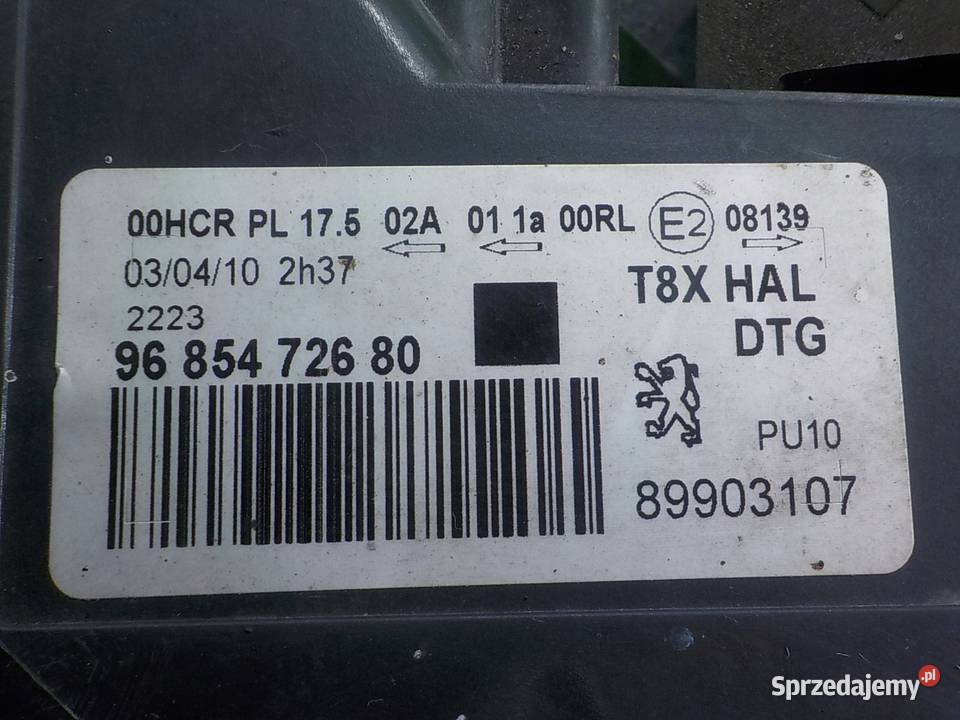 00HCR PL 17.5 02A 01 1a 00RL E2 08139
03/04/10 2h37
T8X HAL
2223
DTG
96 854 726 80
PU10
89903107
Sprzedajemy.pl